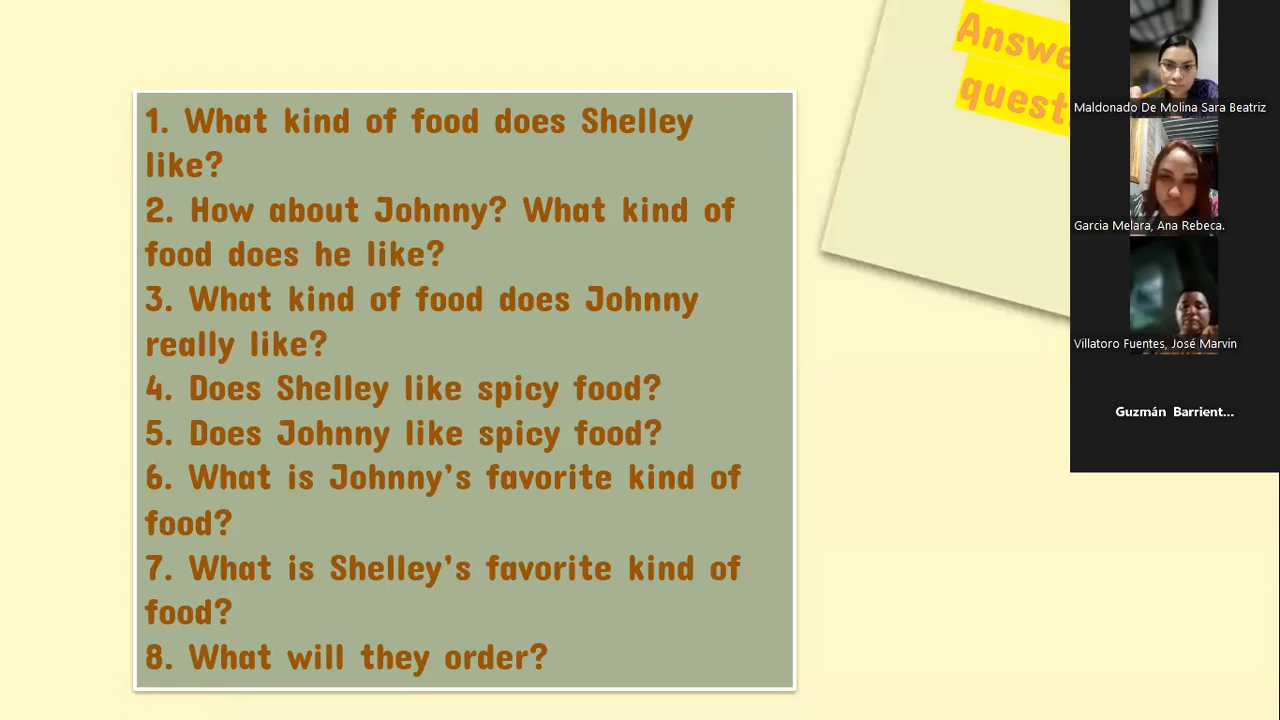 1. What kind of food does Shelley
like?
2. How about Johnny? What kind of
food does he like?
3. What kind of food does Johnny
really like?
4. Does Shelley like spicy food?
5. Does Johnny like spicy food?
6. What is Johnny's favorite kind of
food?
7. What is Shelley's favorite kind of
food?
8. What will they order?
Answe
quest
Maldonado De Molina Sara Beatriz
Garcia Melara, Ana Rebeca.
Villatoro Fuentes, José Marvin
Guzmán Barrient...